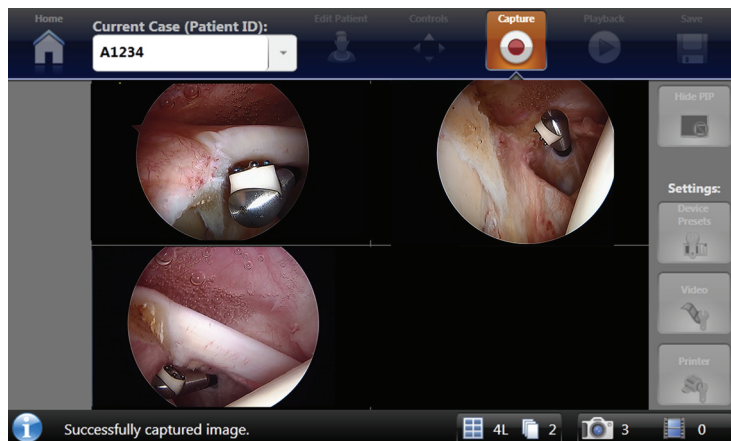 Home
Current Case (Patient ID):
A1234
Edit Patient
Controls
Capture
Playback
Save
Hide PIP
Settings:
Device
Presets
Video
Printer
Successfully captured image.
4L
2
3
0